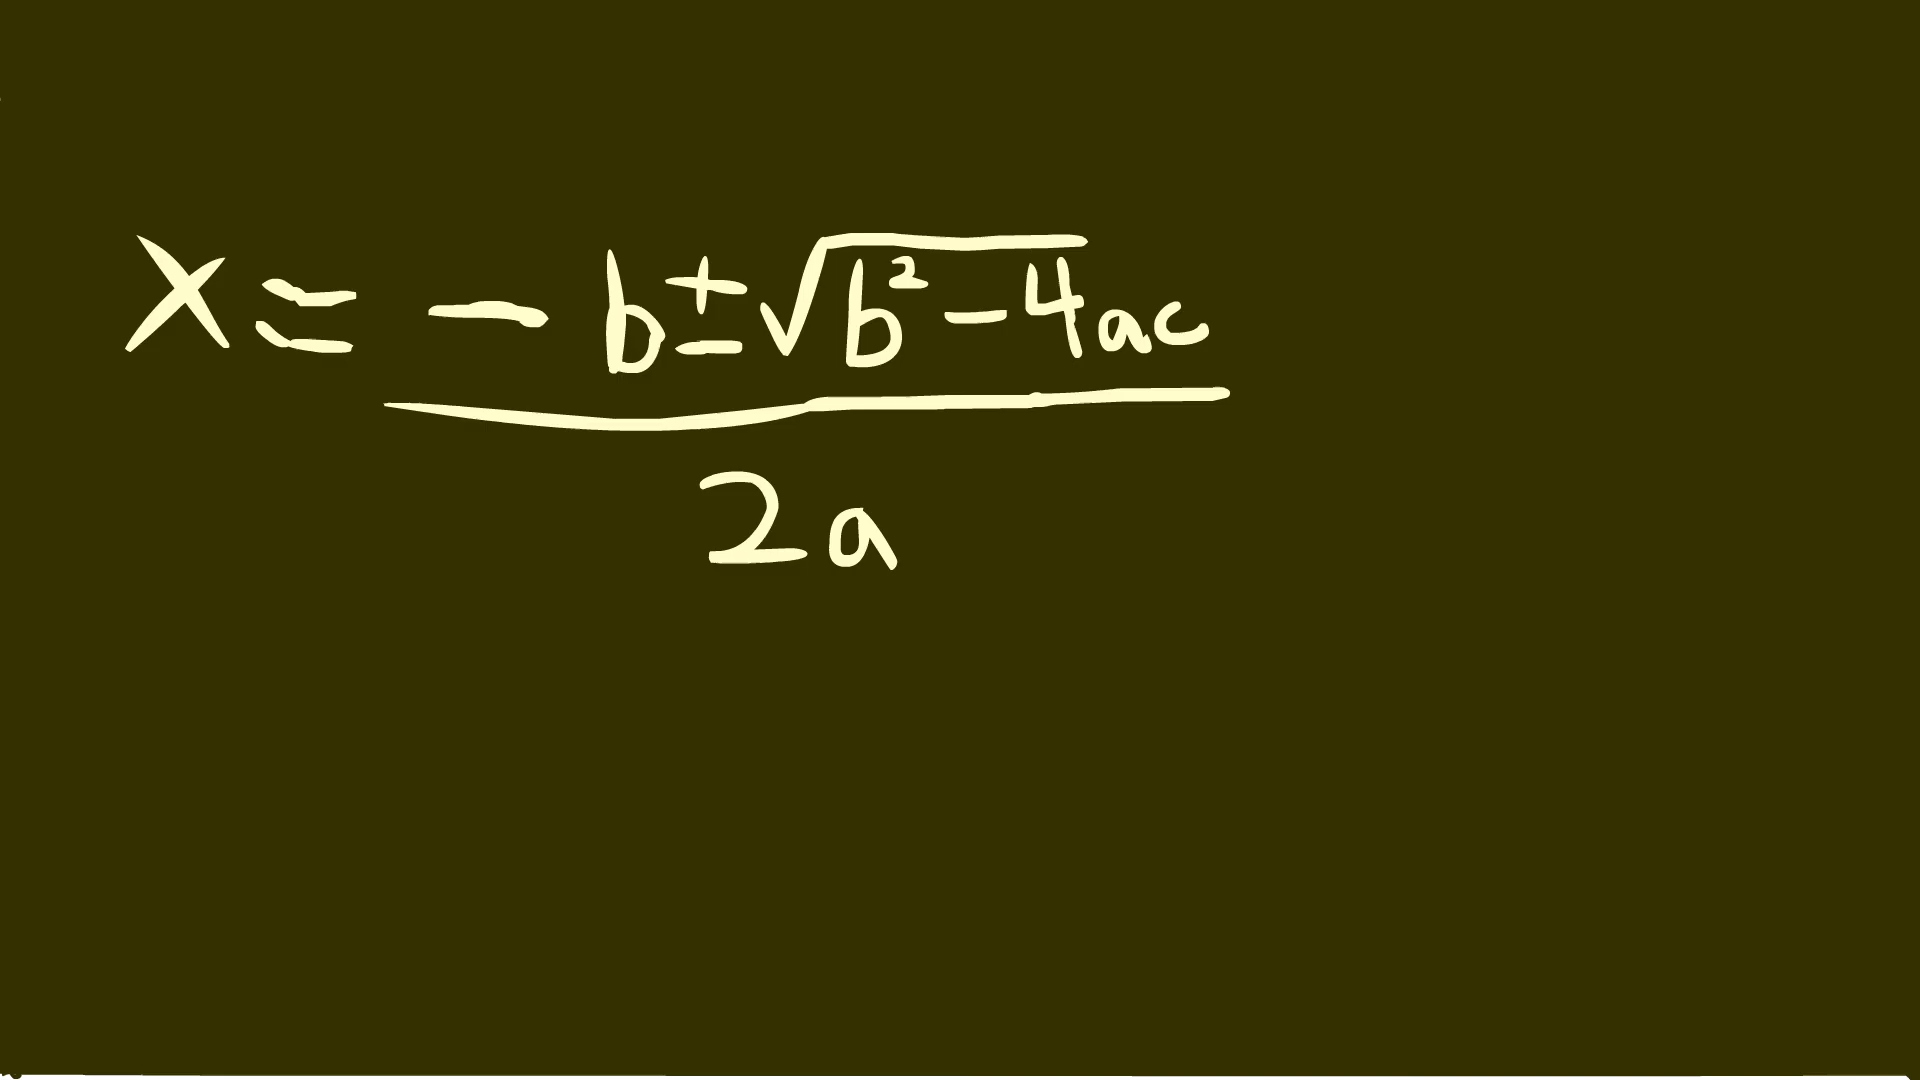 x = - b ± √b² - 4ac
2a